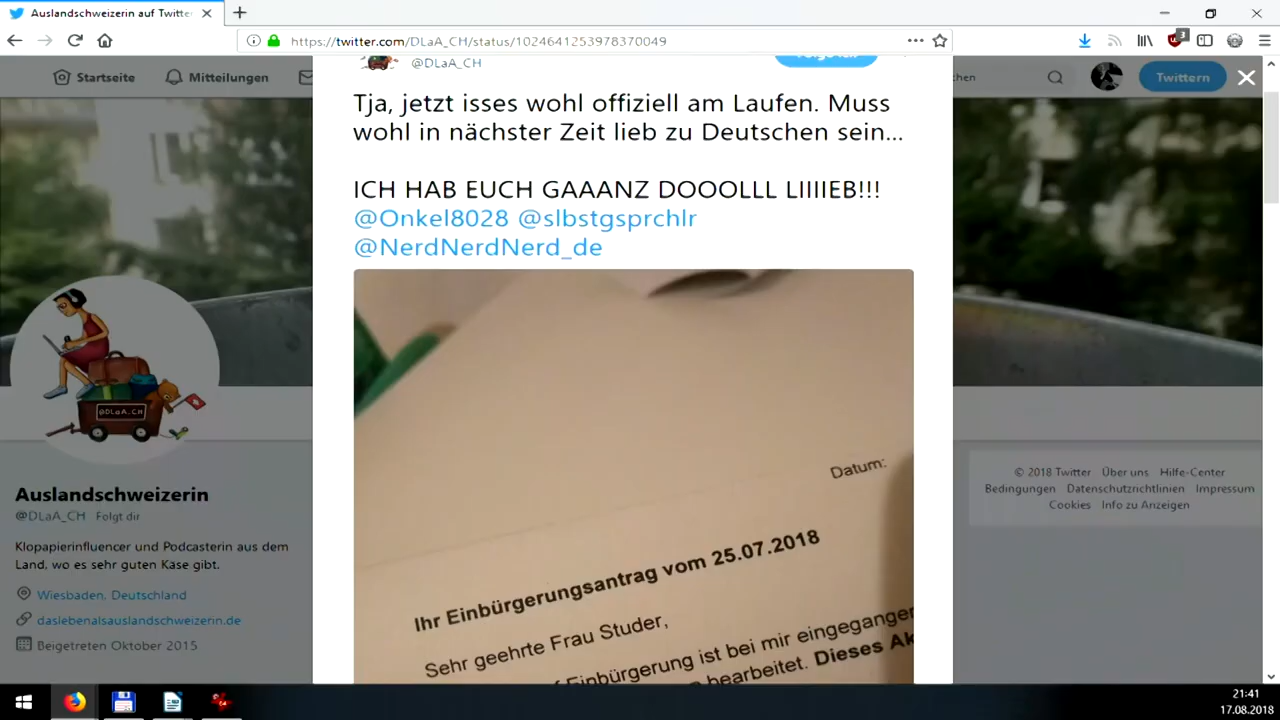 Auslandschweizerin auf Twitte
https://twitter.com/DLaA_CH/status/1024641253978370049
3
Startseite
Mitteilungen
chen
Twittern
@DLaA_CH
Tja, jetzt isses wohl offiziell am Laufen. Muss
wohl in nächster Zeit lieb zu Deutschen sein...
ICH HAB EUCH GAAANZ DOOOLLL LIIIIEB!!!
@Onkel8028 @slbstgsprchlr
@NerdNerdNerd_de
Datum:
Ihr Einbürgerungsantrag vom 25.07.2018
Sehr geehrte Frau Studer,
Einbürgerung ist bei mir eingegangen
bearbeitet. Dieses Ak
@DLaA_CH
Auslandschweizerin
@DLaA_CH Folgt dir
Klopapierinfluencer und Podcasterin aus dem
Land, wo es sehr guten Käse gibt.
Wiesbaden, Deutschland
daslebenalsauslandschweizerin.de
Beigetreten Oktober 2015
© 2018 Twitter Über uns Hilfe-Center
Bedingungen Datenschutzrichtlinien Impressum
Cookies Info zu Anzeigen
21:41
17.08.2018